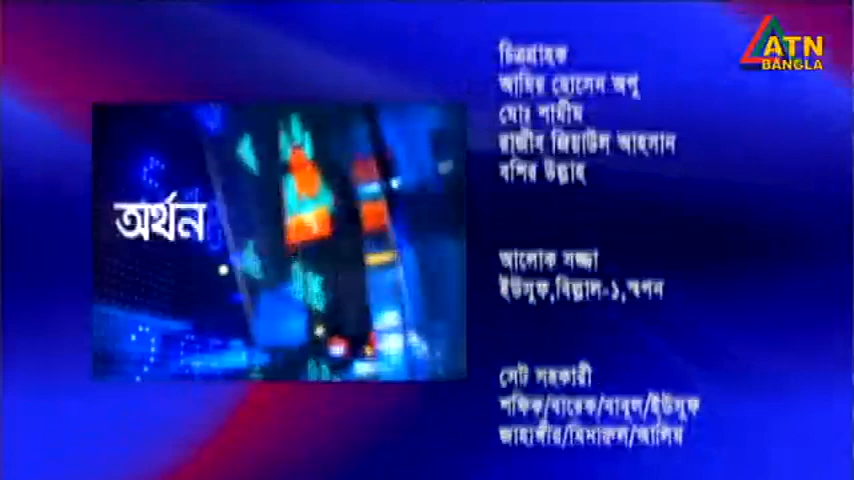 ATN
BANGLA
চিত্রগ্রাহক
আমির হোসেন অপু
মোঃ শামীম
রাজীব জিয়াউল আহসান
বশির উল্লাহ
অর্থন
আলোক সজ্জা
ইউসুফ,বিল্লাল-১,স্বপন
সেট সহকারী
শফিক/বারেক/বাবুল/ইউসুফ
জাহাঙ্গীর/মিনারুল/আলিম